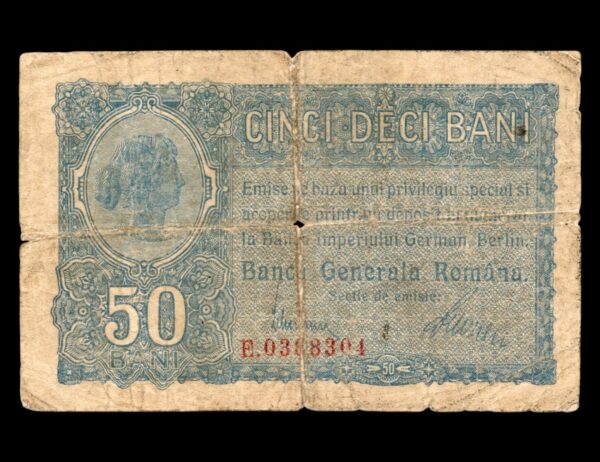 CINCI DECI BANI
Emise pe baza unui privilegiu special si
acoperite printr'un depozit
la Banca Imperiului German, Berlin.
Banca Generala Româna.
Sectie de emisie:
50
BANI
E.0388304
50